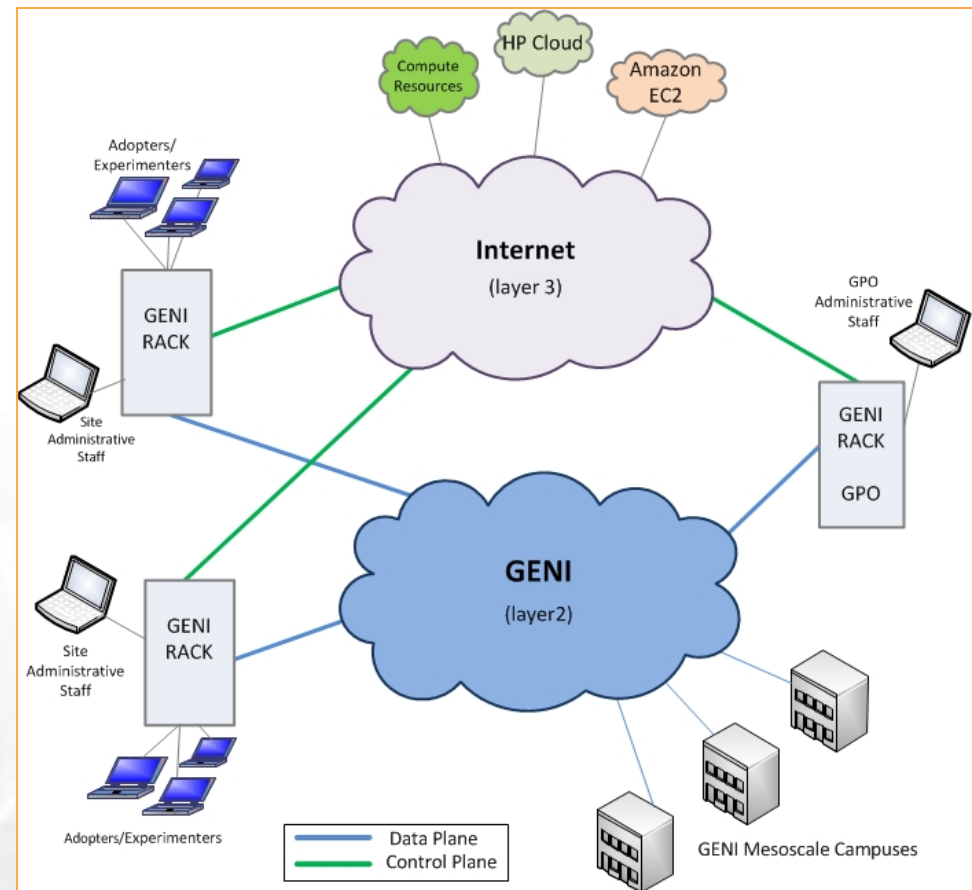 Compute
Resources
HP Cloud
Amazon
EC2
Adopters/
Experimenters
Internet
(layer 3)
GENI
RACK
GPO
Administrative
Staff
Site
Administrative
Staff
GENI
RACK
GPO
GENI
(layer2)
GENI
RACK
Site
Administrative
Staff
Adopters/Experimenters
Data Plane
Control Plane
GENI Mesoscale Campuses